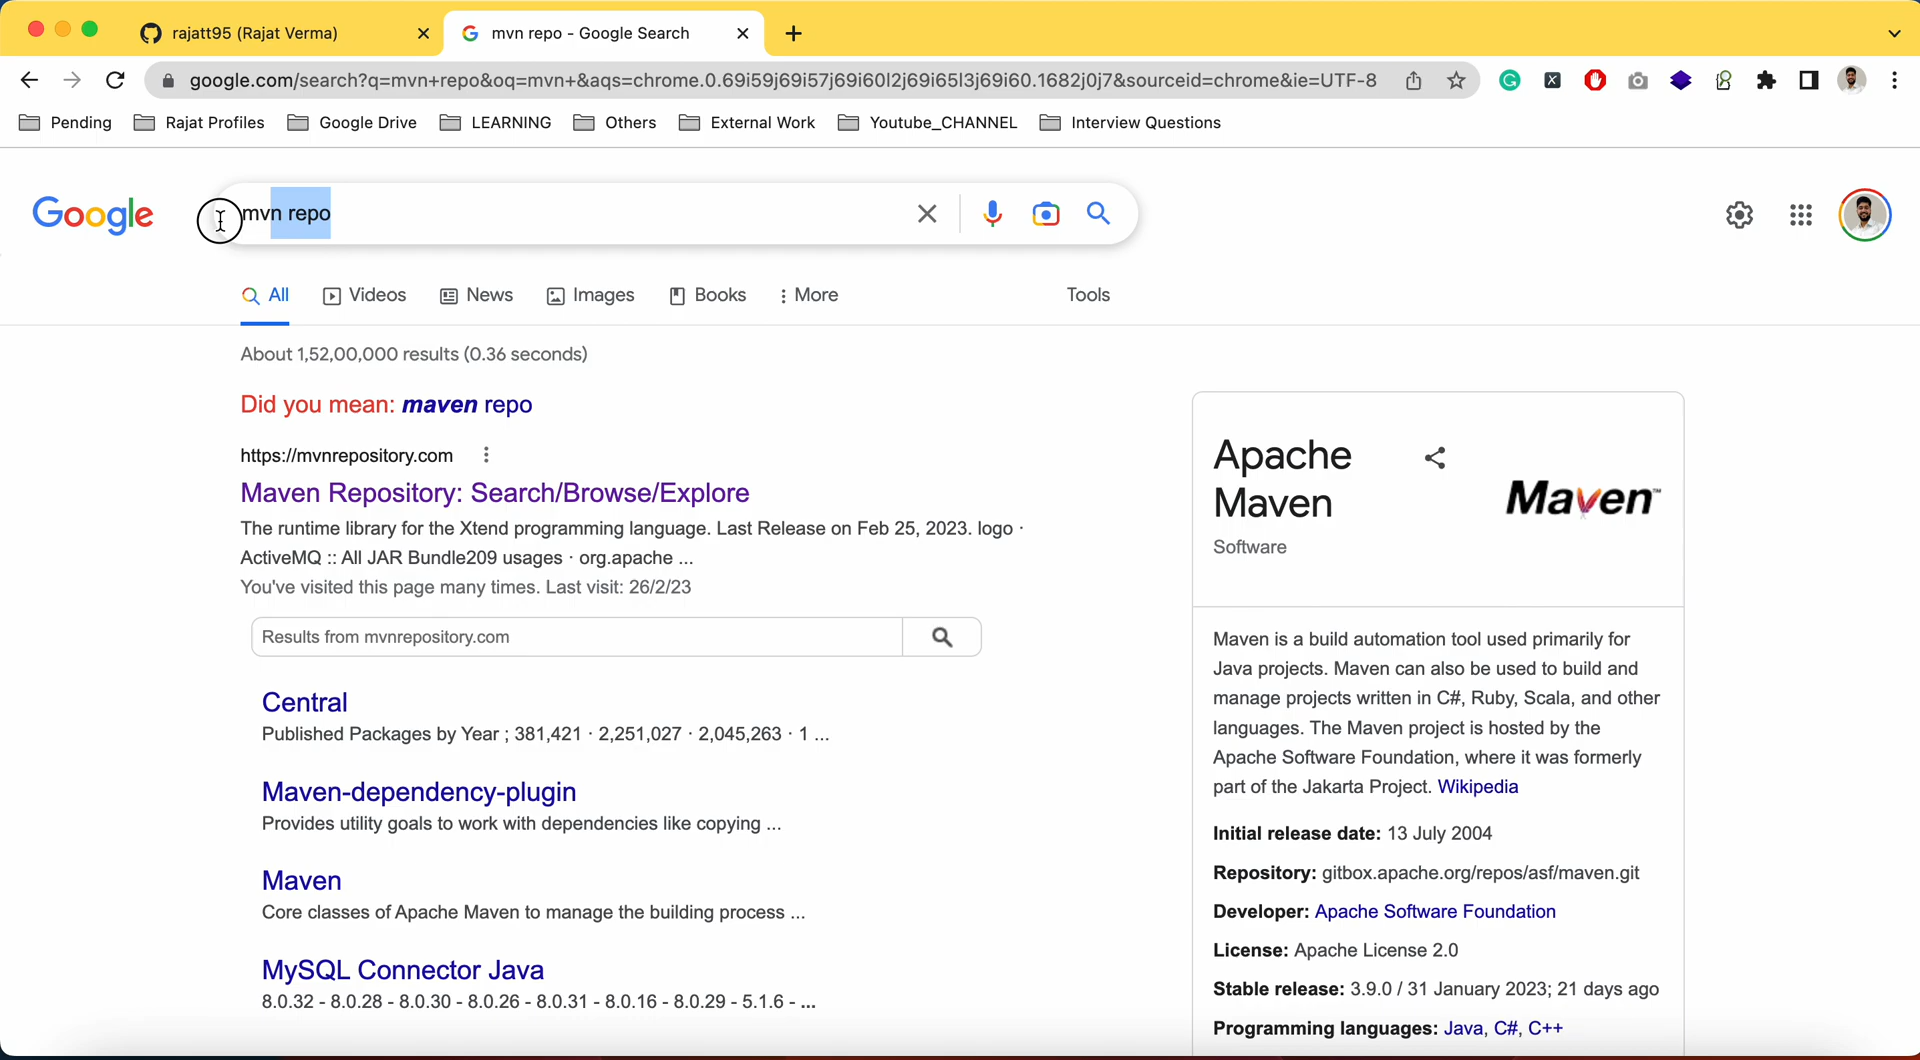 rajatt95 (Rajat Verma)
mvn repo - Google Search
google.com/search?q=mvn+repo&oq=mvn+&aqs=chrome.0.69i59j69i57j69i60l2j69i65l3j69i60.1682j0j7&sourceid=chrome&ie=UTF-8
Pending Rajat Profiles Google Drive LEARNING Others External Work Youtube_CHANNEL Interview Questions
Google
mvn repo
All Videos News Images Books More Tools
About 1,52,00,000 results (0.36 seconds)
Did you mean: maven repo
https://mvnrepository.com
Maven Repository: Search/Browse/Explore
The runtime library for the Xtend programming language. Last Release on Feb 25, 2023. logo ·
ActiveMQ :: All JAR Bundle209 usages · org.apache ...
You've visited this page many times. Last visit: 26/2/23
Results from mvnrepository.com
Central
Published Packages by Year ; 381,421 · 2,251,027 · 2,045,263 · 1 ...
Maven-dependency-plugin
Provides utility goals to work with dependencies like copying ...
Maven
Core classes of Apache Maven to manage the building process ...
MySQL Connector Java
8.0.32 - 8.0.28 - 8.0.30 - 8.0.26 - 8.0.31 - 8.0.16 - 8.0.29 - 5.1.6 - ...
Apache
Maven
Software
Maven™
Maven is a build automation tool used primarily for
Java projects. Maven can also be used to build and
manage projects written in C#, Ruby, Scala, and other
languages. The Maven project is hosted by the
Apache Software Foundation, where it was formerly
part of the Jakarta Project. Wikipedia
Initial release date: 13 July 2004
Repository: gitbox.apache.org/repos/asf/maven.git
Developer: Apache Software Foundation
License: Apache License 2.0
Stable release: 3.9.0 / 31 January 2023; 21 days ago
Programming languages: Java, C#, C++